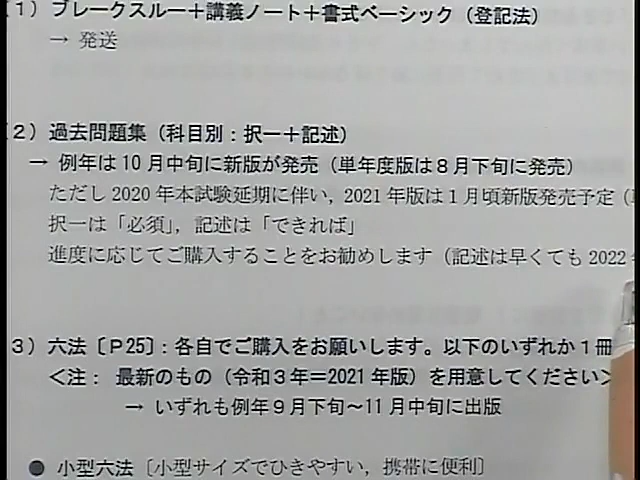 1）ブレークスルー＋講義ノート＋書式ベーシック（登記法）
→ 発送
（2）過去問題集（科目別：択一＋記述）
→ 例年は10月中旬に新版が発売（単年度版は８月下旬に発売）
ただし2020年本試験延期に伴い，2021年版は１月頃新版発売予定（
択一は「必須」，記述は「できれば」
進度に応じてご購入することをお勧めします（記述は早くても2022
3）六法〔P25〕：各自でご購入をお願いします。以下のいずれか１冊
＜注： 最新のもの（令和３年＝2021年版）を用意してください＞
→ いずれも例年９月下旬～11月中旬に出版
● 小型六法〔小型サイズでひきやすい，携帯に便利〕